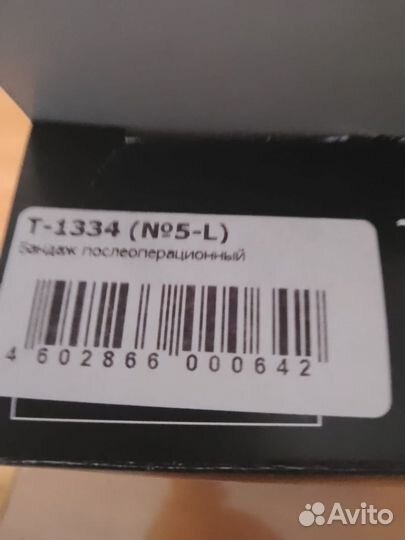 Т-1334 (№5-L)
Бандаж послеоперационный
4 602866 000642
Avito